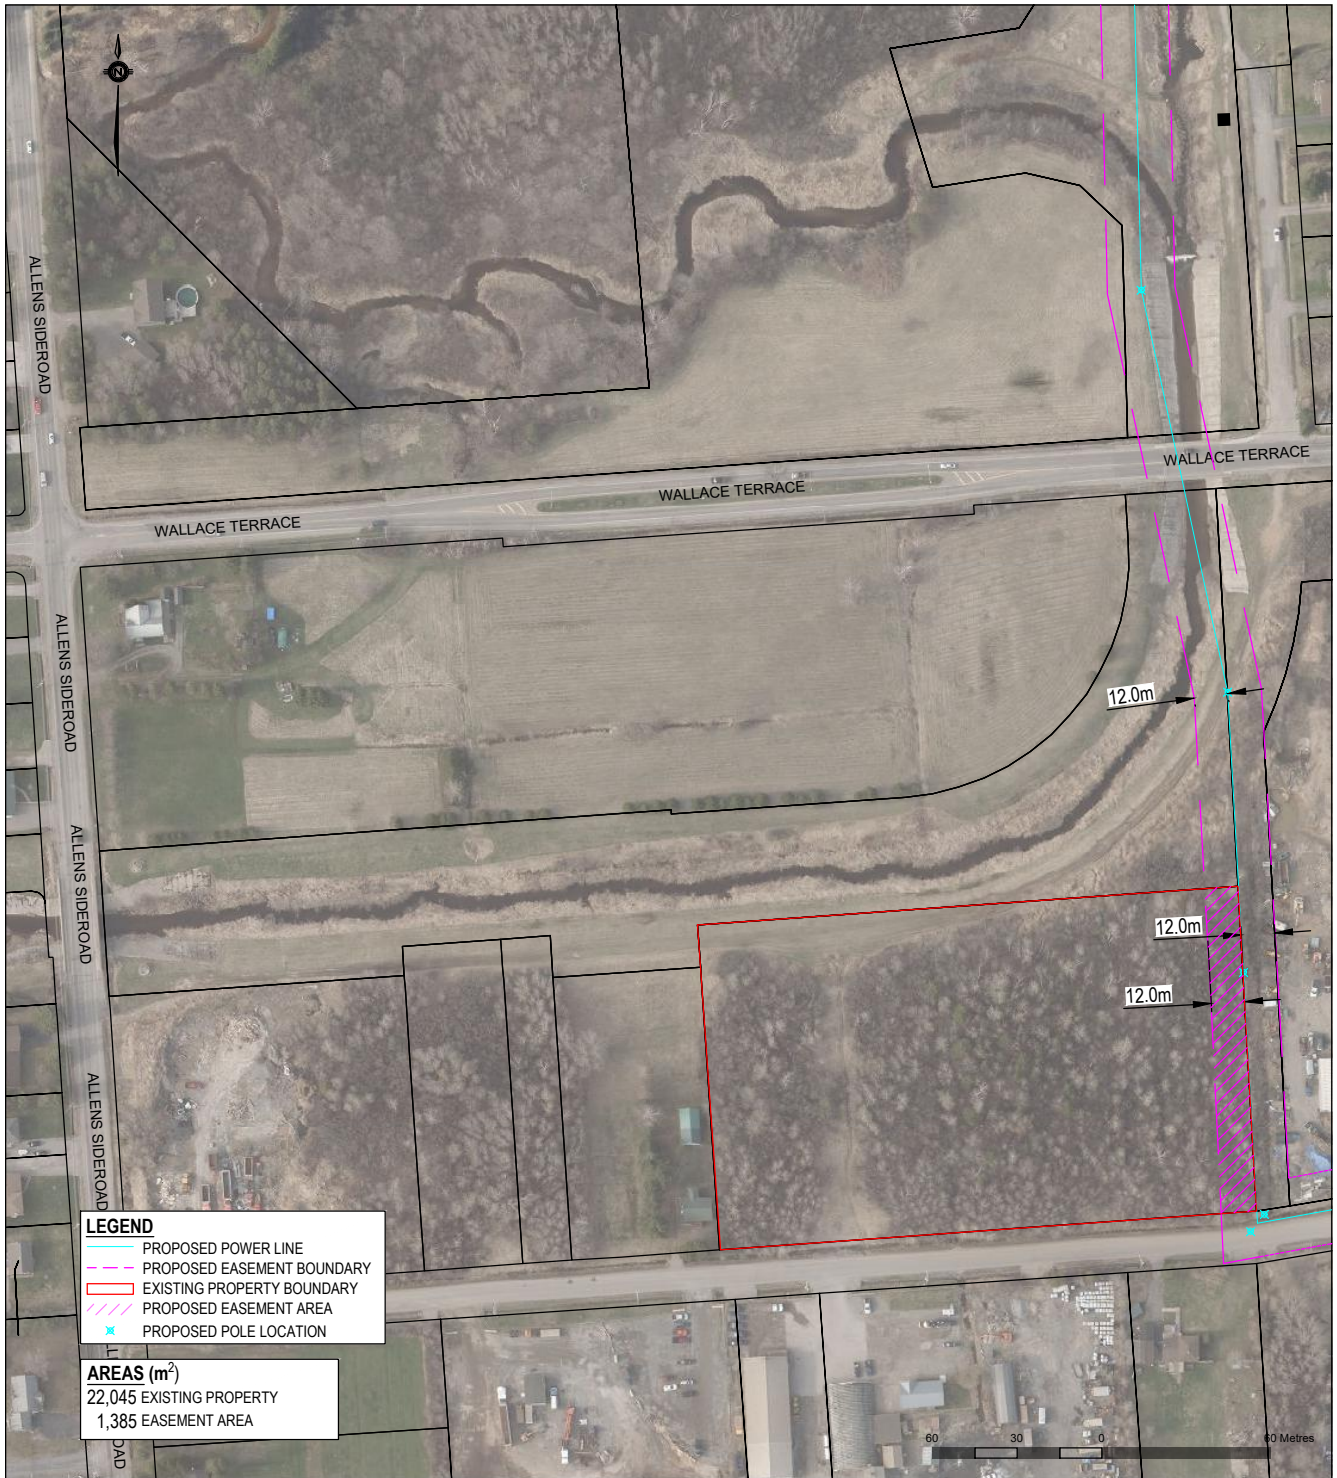 N
ALLENS SIDEROAD
WALLACE TERRACE
WALLACE TERRACE
WALLACE TERRACE
ALLENS SIDEROAD
12.0m
ALLENS SIDEROAD
12.0m
12.0m
ALLENS SIDEROAD
LEGEND
PROPOSED POWER LINE
PROPOSED EASEMENT BOUNDARY
EXISTING PROPERTY BOUNDARY
PROPOSED EASEMENT AREA
PROPOSED POLE LOCATION
AREAS (m²)
22,045 EXISTING PROPERTY
1,385 EASEMENT AREA
60 30 0 60 Metres